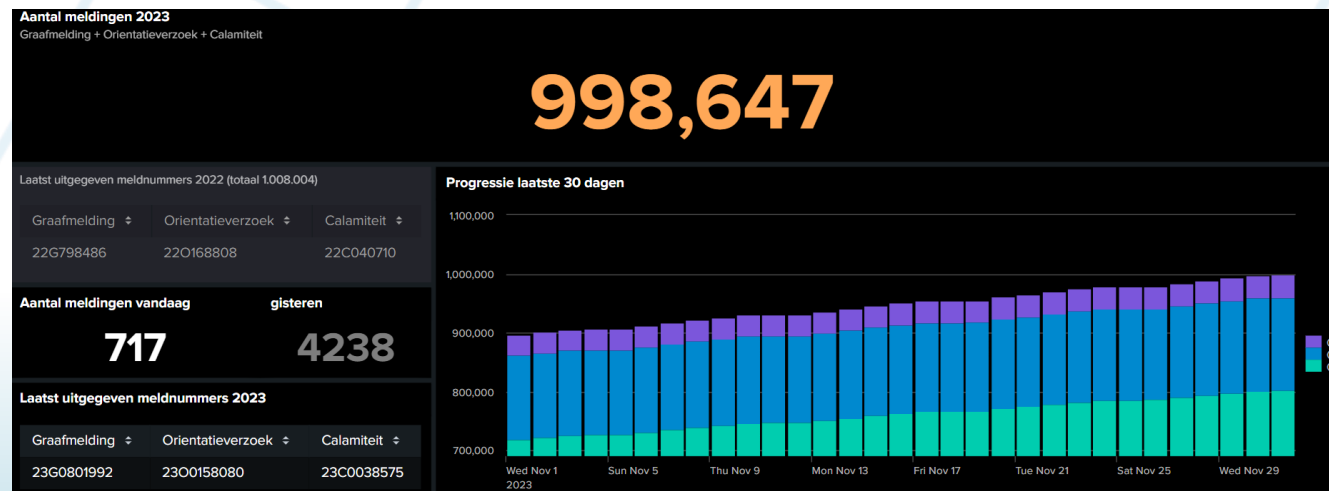 Aantal meldingen 2023
Graafmelding + Orientatieverzoek + Calamiteit
998,647
Laatst uitgegeven meldnummers 2022 (totaal 1.008.004)
Graafmelding Orientatieverzoek Calamiteit
22G798486 22O168808 22C040710
Aantal meldingen vandaag gisteren
717 4238
Laatst uitgegeven meldnummers 2023
Graafmelding Orientatieverzoek Calamiteit
23G0801992 23O0158080 23C0038575
Progressie laatste 30 dagen
1,100,000
1,000,000
900,000
800,000
700,000
Wed Nov 1 Sun Nov 5 Thu Nov 9 Mon Nov 13 Fri Nov 17 Tue Nov 21 Sat Nov 25 Wed Nov 29
2023